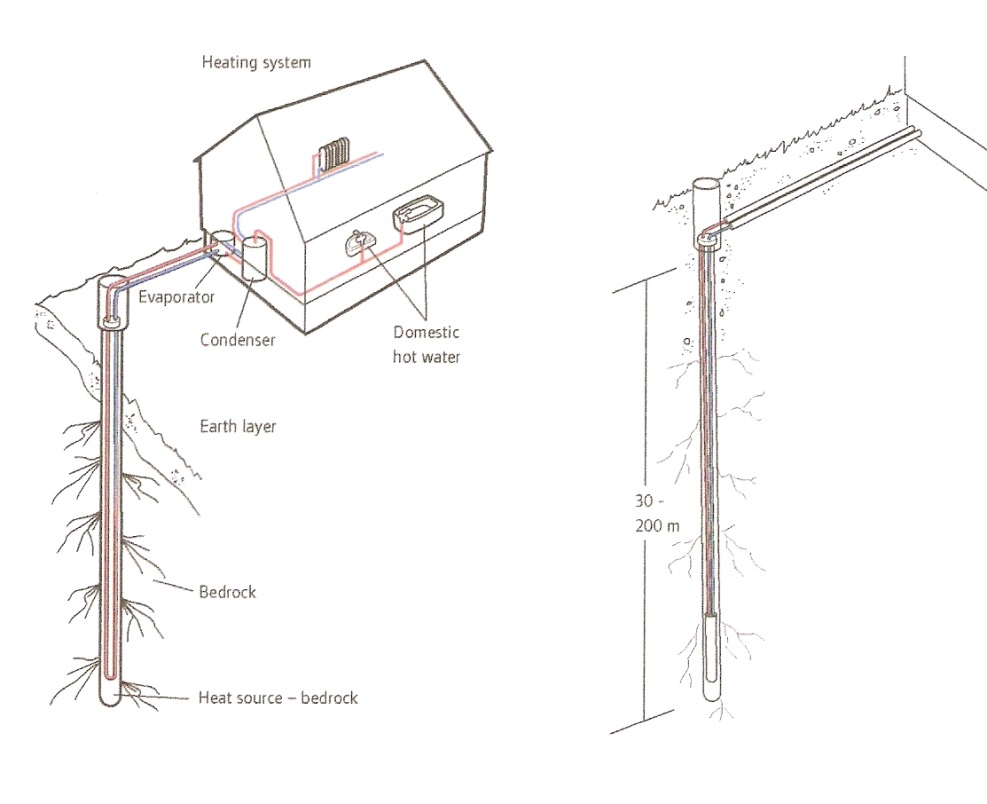 Heating system
Evaporator
Condenser
Domestic
hot water
Earth layer
30 -
200 m
Bedrock
Heat source – bedrock